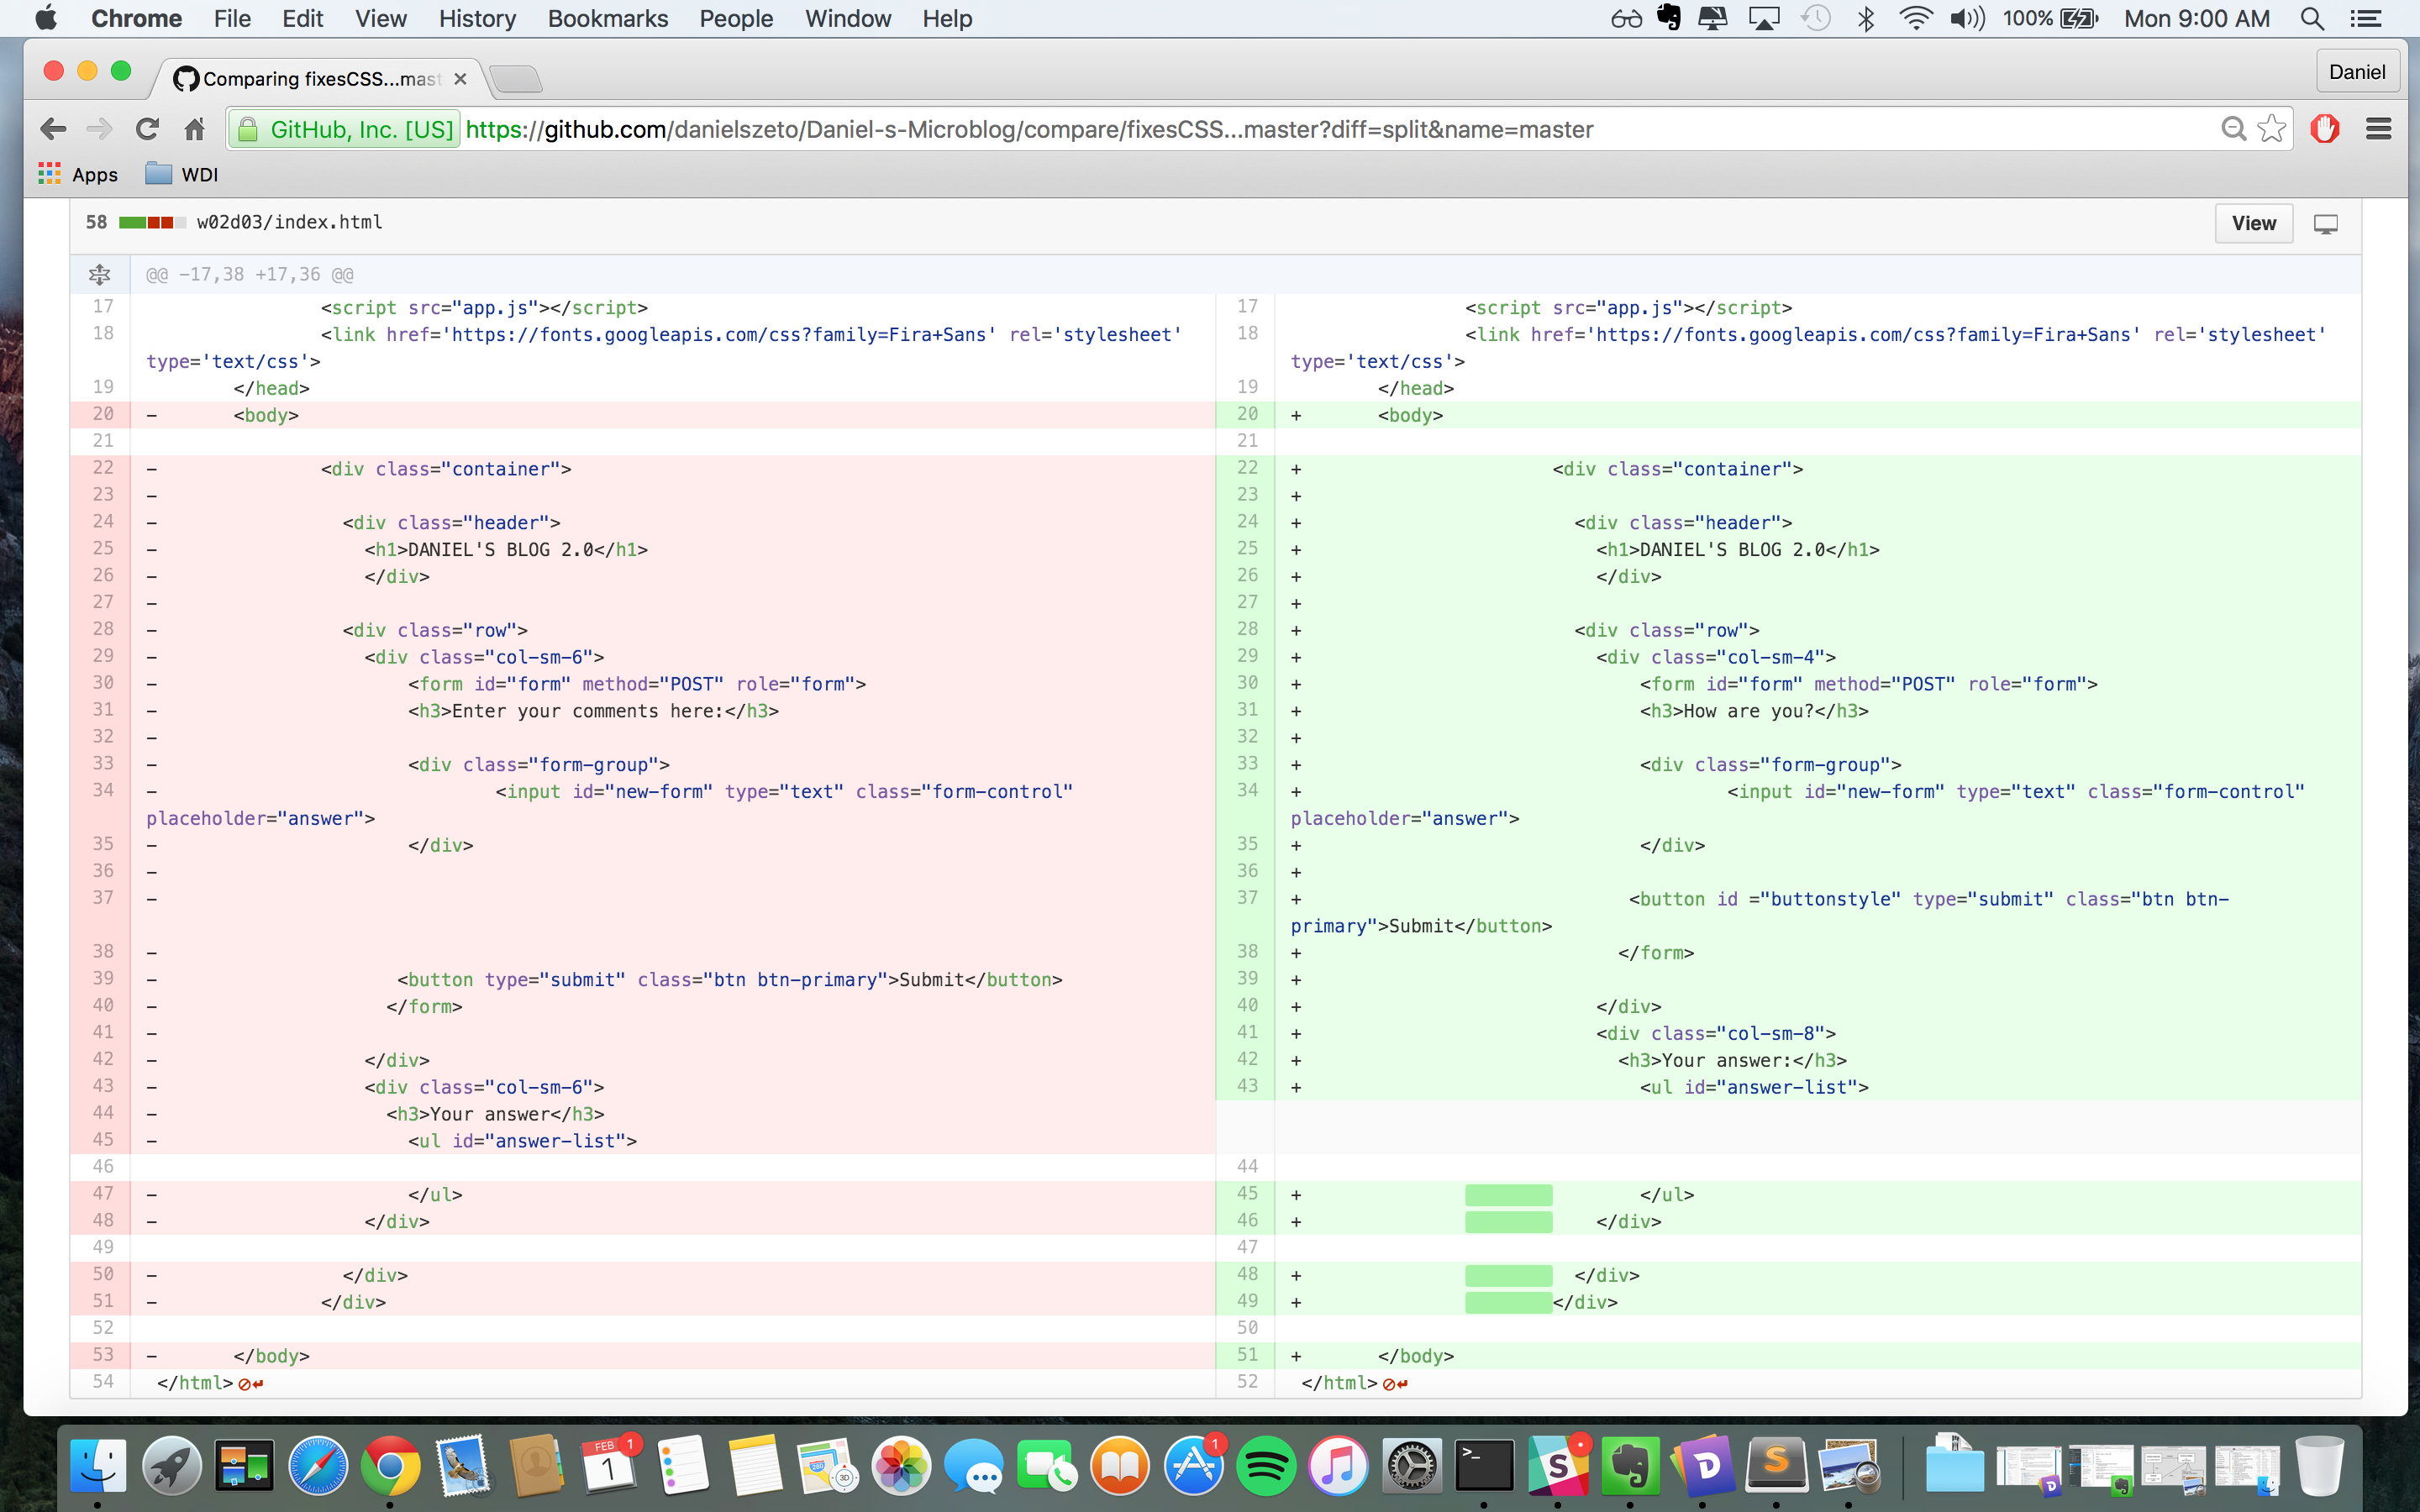 Chrome File Edit View History Bookmarks People Window Help 100% Mon 9:00 AM
Comparing fixesCSS...mast Daniel
GitHub, Inc. [US] https://github.com/danielszeto/Daniel-s-Microblog/compare/fixesCSS...master?diff=split&name=master
Apps WDI
58 w02d03/index.html View
@@ -17,38 +17,36 @@
17 <script src="app.js"></script> 17 <script src="app.js"></script>
18 <link href='https://fonts.googleapis.com/css?family=Fira+Sans' rel='stylesheet' 18 <link href='https://fonts.googleapis.com/css?family=Fira+Sans' rel='stylesheet'
type='text/css'> type='text/css'>
19 </head> 19 </head>
20 - <body> 20 + <body>
21 21
22 - <div class="container"> 22 + <div class="container">
23 - 23 +
24 - <div class="header"> 24 + <div class="header">
25 - <h1>DANIEL'S BLOG 2.0</h1> 25 + <h1>DANIEL'S BLOG 2.0</h1>
26 - </div> 26 + </div>
27 - 27 +
28 - <div class="row"> 28 + <div class="row">
29 - <div class="col-sm-6"> 29 + <div class="col-sm-4">
30 - <form id="form" method="POST" role="form"> 30 + <form id="form" method="POST" role="form">
31 - <h3>Enter your comments here:</h3> 31 + <h3>How are you?</h3>
32 - 32 +
33 - <div class="form-group"> 33 + <div class="form-group">
34 - <input id="new-form" type="text" class="form-control" 34 + <input id="new-form" type="text" class="form-control"
placeholder="answer"> placeholder="answer">
35 - </div> 35 + </div>
36 - 36 +
37 - 37 + <button id ="buttonstyle" type="submit" class="btn btn-
primary">Submit</button>
38 - 38 + </form>
39 - <button type="submit" class="btn btn-primary">Submit</button> 39 +
40 - </form> 40 + </div>
41 - 41 + <div class="col-sm-8">
42 - </div> 42 + <h3>Your answer:</h3>
43 - <div class="col-sm-6"> 43 + <ul id="answer-list">
44 - <h3>Your answer</h3>
45 - <ul id="answer-list">
46 44
47 - </ul> 45 + </ul>
48 - </div> 46 + </div>
49 47
50 - </div> 48 + </div>
51 - </div> 49 + </div>
52 50
53 - </body> 51 + </body>
54 </html> 52 </html>
FEB 1 1 1